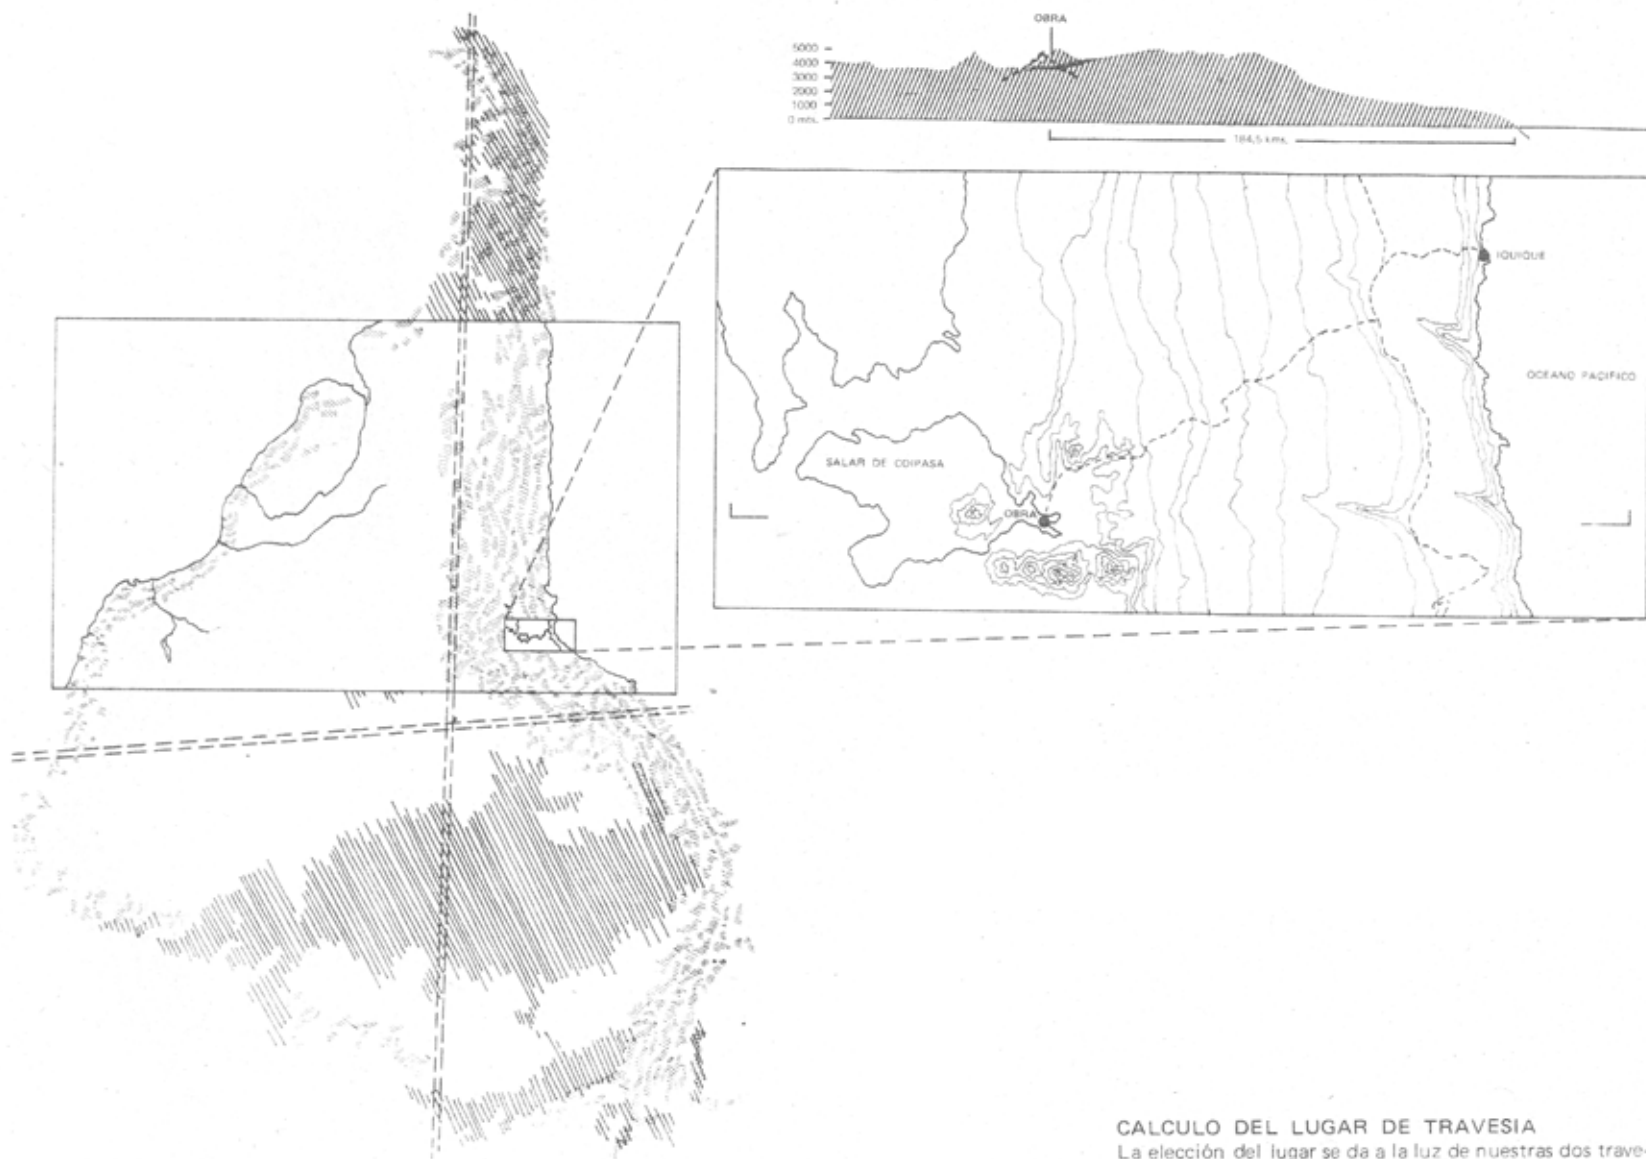 OBRA
5000
4000
3000
2000
1000
0 mts.
184,5 kms.
IQUIQUE
OCEANO PACIFICO
SALAR DE COIPASA
OBRA
CALCULO DEL LUGAR DE TRAVESIA
La elección del lugar se da a la luz de nuestras dos trave-